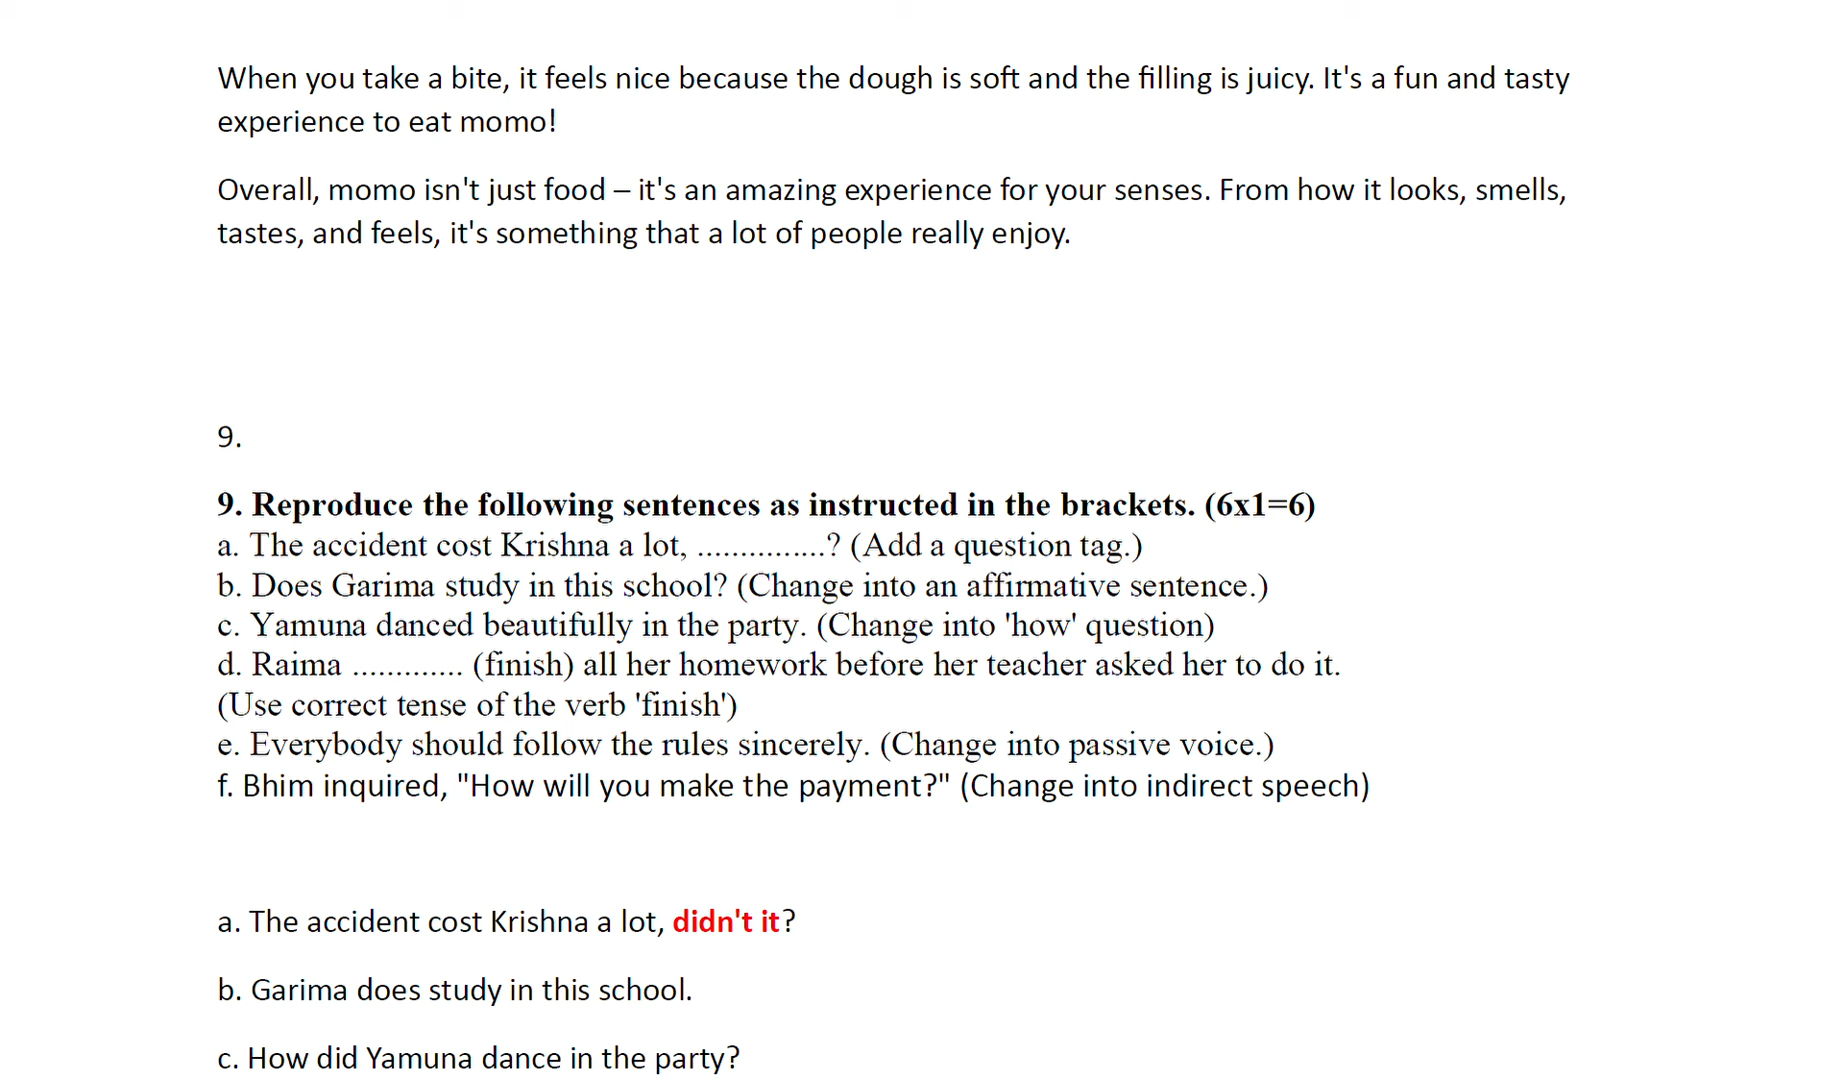 When you take a bite, it feels nice because the dough is soft and the filling is juicy. It's a fun and tasty
experience to eat momo!
Overall, momo isn't just food – it's an amazing experience for your senses. From how it looks, smells,
tastes, and feels, it's something that a lot of people really enjoy.
9.
9. Reproduce the following sentences as instructed in the brackets. (6x1=6)
a. The accident cost Krishna a lot, ...............? (Add a question tag.)
b. Does Garima study in this school? (Change into an affirmative sentence.)
c. Yamuna danced beautifully in the party. (Change into 'how' question)
d. Raima ............. (finish) all her homework before her teacher asked her to do it.
(Use correct tense of the verb 'finish')
e. Everybody should follow the rules sincerely. (Change into passive voice.)
f. Bhim inquired, "How will you make the payment?" (Change into indirect speech)
a. The accident cost Krishna a lot, didn't it?
b. Garima does study in this school.
c. How did Yamuna dance in the party?